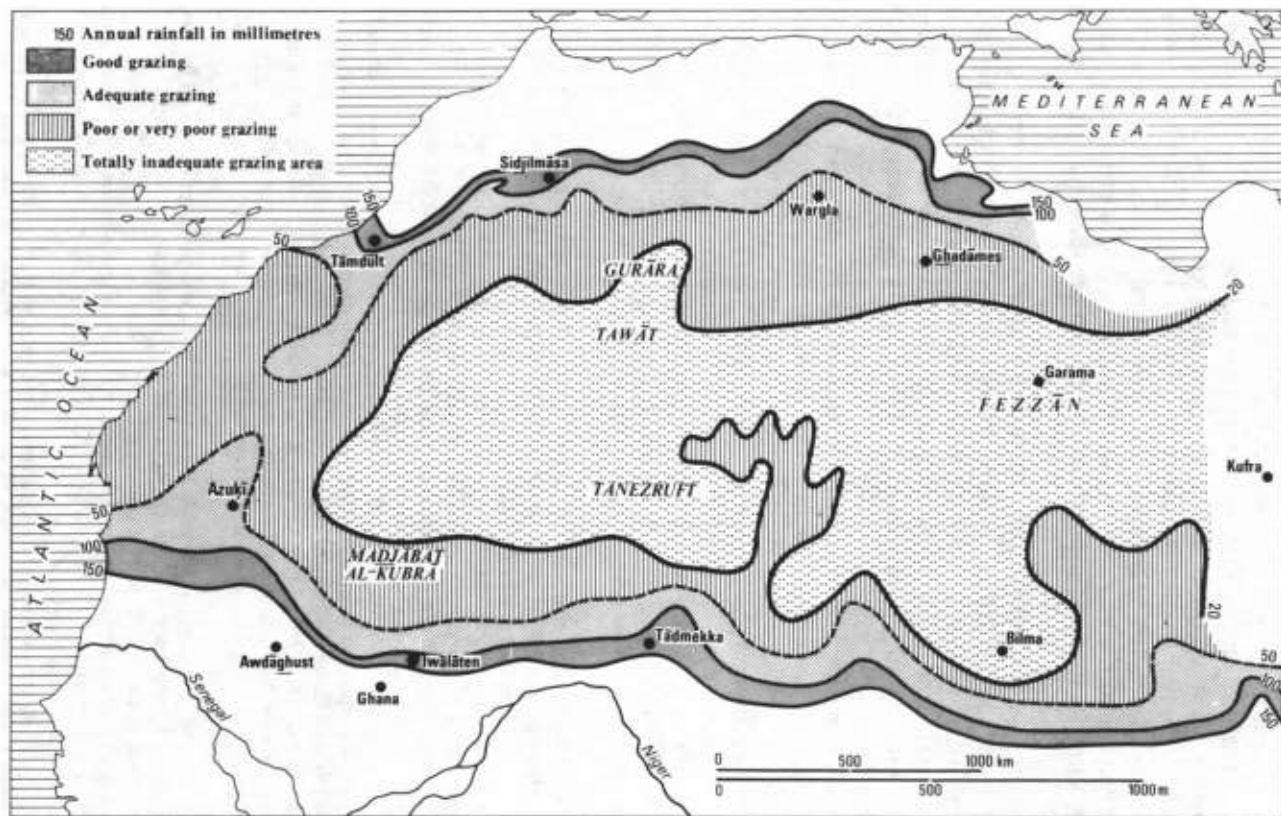 150 Annual rainfall in millimetres
Good grazing
Adequate grazing
Poor or very poor grazing
Totally inadequate grazing area
MEDITERRANEAN
SEA
Sidjilmāsa
150
100
Tāmdūlt
50
Wargla
150
100
Ghadāmes
50
20
GURĀRA
TAWĀT
Garama
FEZZĀN
Kufra
ATLANTIC OCEAN
Azukī
50
100
150
TANEZRUFT
MADJĀBAT
AL-KUBRA
20
Tādmekka
Bilma
50
100
150
Awdāghust
Iwālāten
Ghana
Senegal
Niger
0 500 1000 km
0 500 1000 m